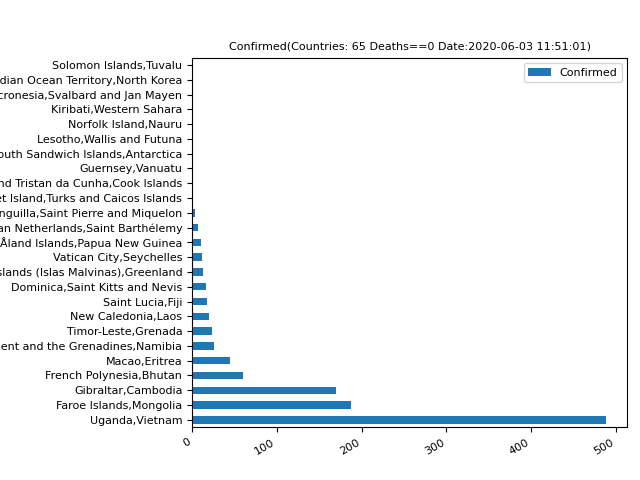 Confirmed(Countries: 65 Deaths==0 Date:2020-06-03 11:51:01)
Confirmed
Solomon Islands,Tuvalu
dian Ocean Territory,North Korea
cronesia,Svalbard and Jan Mayen
Kiribati,Western Sahara
Norfolk Island,Nauru
Lesotho,Wallis and Futuna
outh Sandwich Islands,Antarctica
Guernsey,Vanuatu
nd Tristan da Cunha,Cook Islands
et Island,Turks and Caicos Islands
nguilla,Saint Pierre and Miquelon
an Netherlands,Saint Barthélemy
Åland Islands,Papua New Guinea
Vatican City,Seychelles
slands (Islas Malvinas),Greenland
Dominica,Saint Kitts and Nevis
Saint Lucia,Fiji
New Caledonia,Laos
Timor-Leste,Grenada
ent and the Grenadines,Namibia
Macao,Eritrea
French Polynesia,Bhutan
Gibraltar,Cambodia
Faroe Islands,Mongolia
Uganda,Vietnam
0 100 200 300 400 500